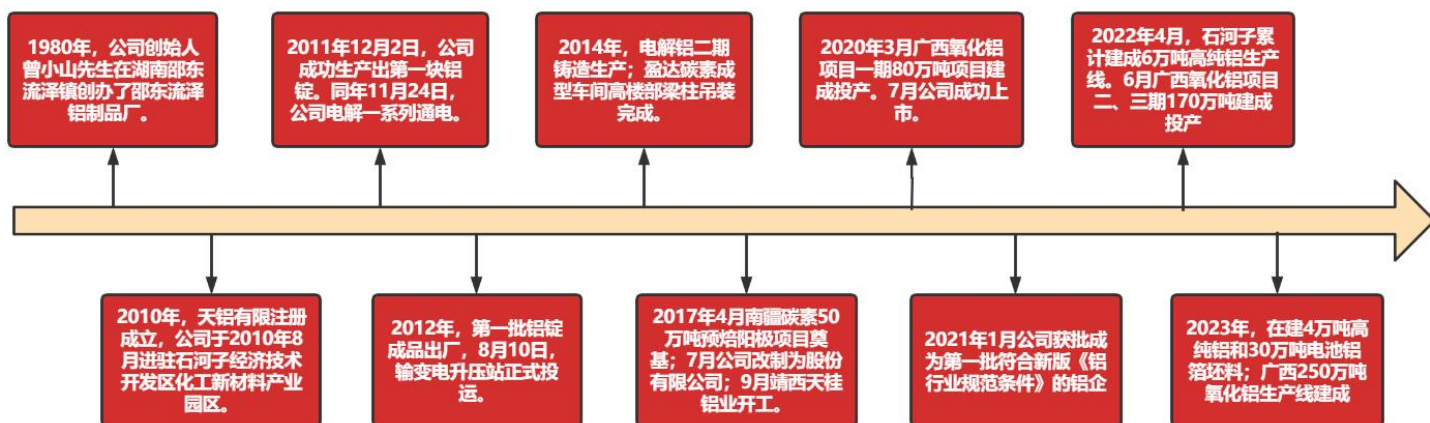 1980年，公司创始人
曾小山先生在湖南邵东
流泽镇创办了邵东流泽
铝制品厂。
2011年12月2日，公司
成功生产出第一块铝
锭。同年11月24日，
公司电解一系列通电。
2014年，电解铝二期
铸造生产；盈达碳素成
型车间高楼部梁柱吊装
完成。
2020年3月广西氧化铝
项目一期80万吨项目建
成投产。7月公司成功上
市。
2022年4月，石河子累
计建成6万吨高纯铝生产
线。6月广西氧化铝项目
二、三期170万吨建成
投产
2010年，天铝有限注册
成立，公司于2010年8
月进驻石河子经济技术
开发区化工新材料产业
园区。
2012年，第一批铝锭
成品出厂，8月10日，
输变电升压站正式投
运。
2017年4月南疆碳素50
万吨预焙阳极项目奠
基；7月公司改制为股份
有限公司；9月靖西天桂
铝业开工。
2021年1月公司获批成
为第一批符合新版《铝
行业规范条件》的铝企
2023年，在建4万吨高
纯铝和30万吨电池铝
箔坯料；广西250万吨
氧化铝生产线建成